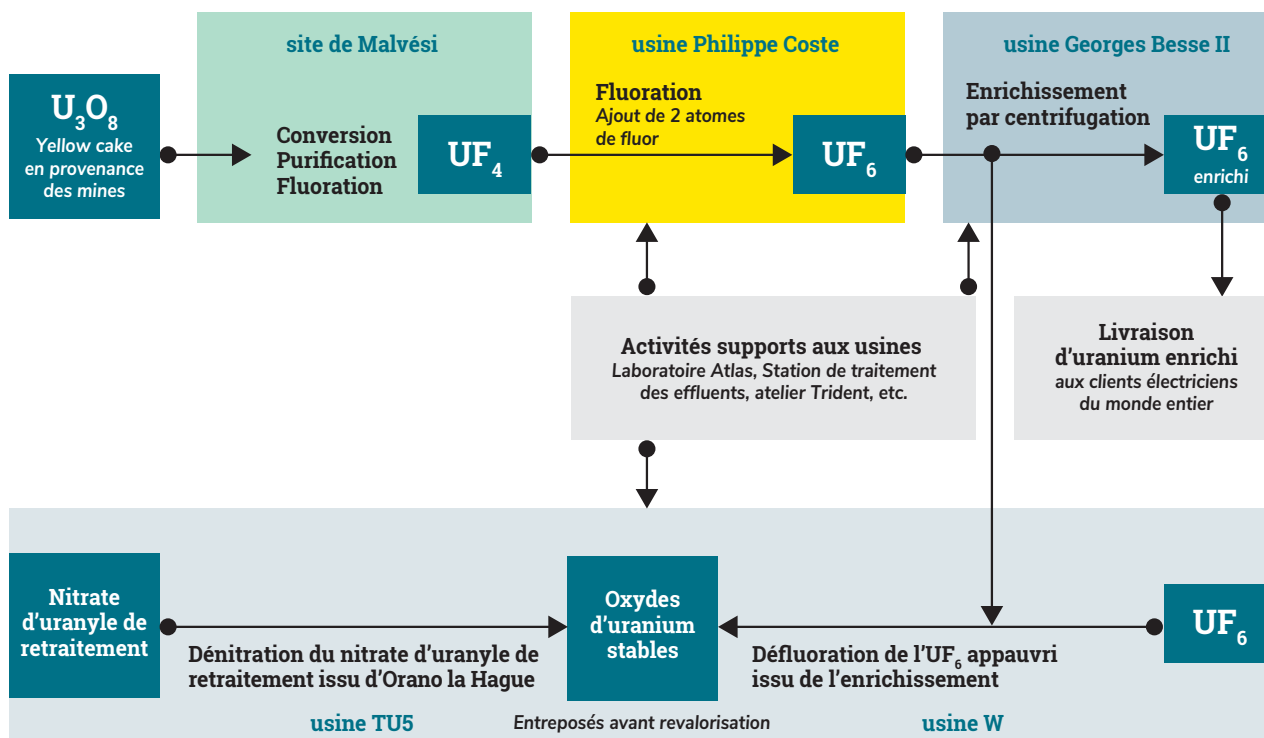 site de Malvési
usine Philippe Coste
usine Georges Besse II
U₃O₈
Yellow cake
en provenance
des mines
Conversion
Purification
Fluoration
UF₄
Fluoration
Ajout de 2 atomes
de fluor
UF₆
Enrichissement
par centrifugation
UF₆
enrichi
Activités supports aux usines
Laboratoire Atlas, Station de traitement
des effluents, atelier Trident, etc.
Livraison
d'uranium enrichi
aux clients électriciens
du monde entier
Nitrate
d'uranyle de
retraitement
Dénitration du nitrate d'uranyle de
retraitement issu d'Orano la Hague
usine TU5
Oxydes
d'uranium
stables
Entreposés avant revalorisation
Défluoration de l'UF₆ appauvri
issu de l'enrichissement
usine W
UF₆